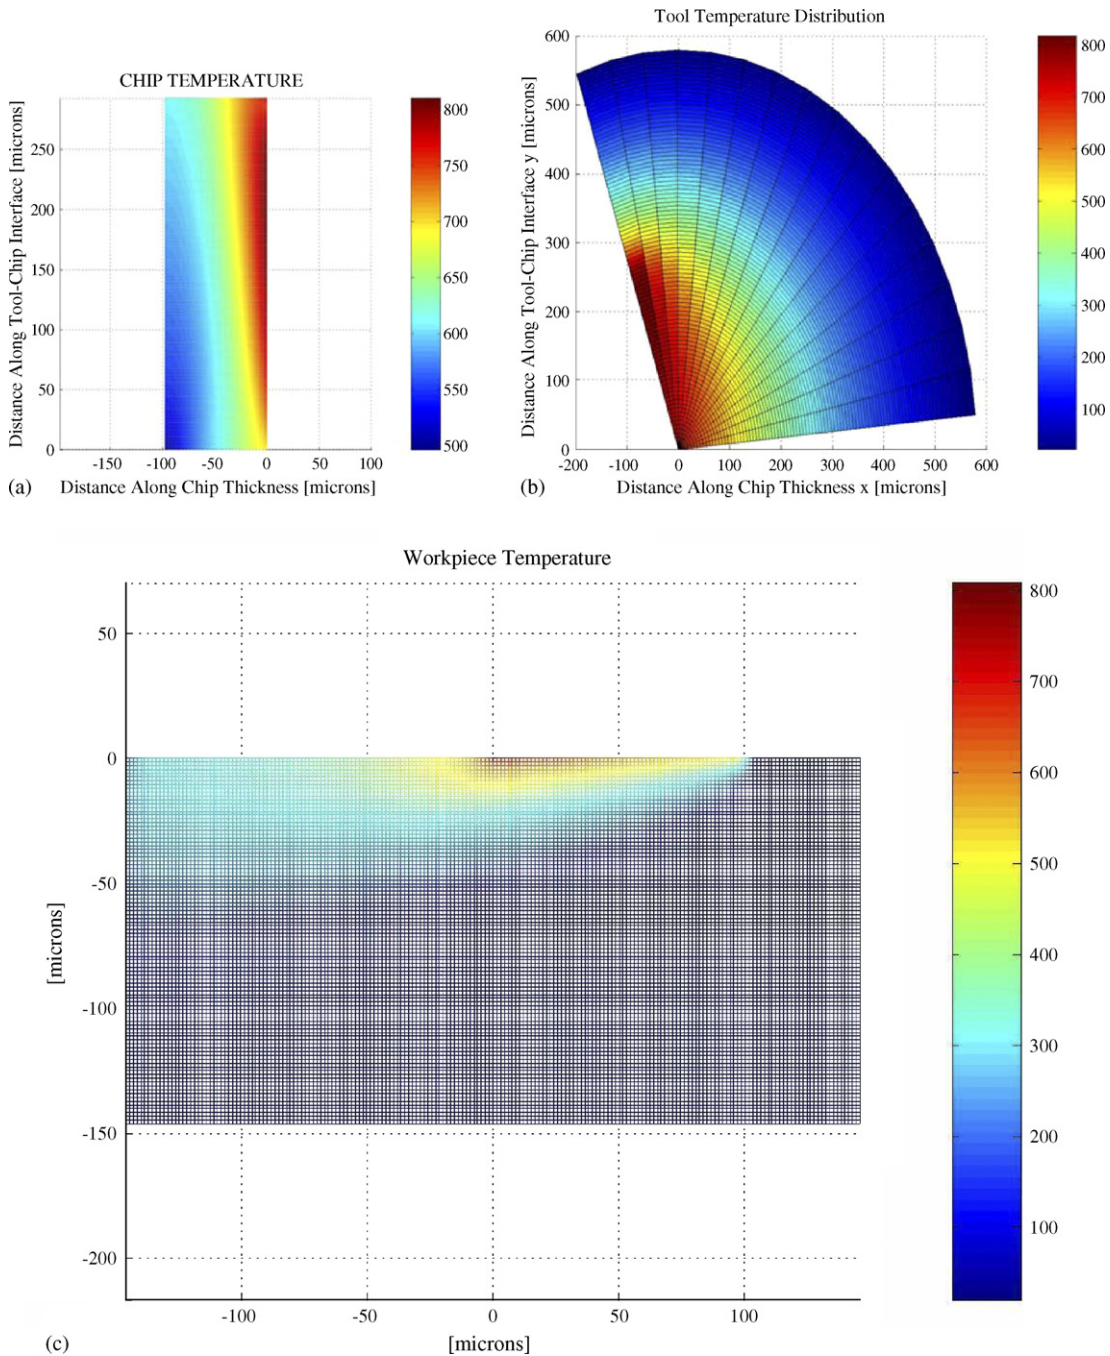 CHIP TEMPERATURE
Distance Along Tool-Chip Interface [microns]
250
200
150
100
50
0
-150 -100 -50 0 50 100
Distance Along Chip Thickness [microns]
800
750
700
650
600
550
500
(a)
Tool Temperature Distribution
Distance Along Tool-Chip Interface y [microns]
600
500
400
300
200
100
0
-200 -100 0 100 200 300 400 500 600
Distance Along Chip Thickness x [microns]
800
700
600
500
400
300
200
100
(b)
Workpiece Temperature
[microns]
50
0
-50
-100
-150
-200
-100 -50 0 50 100
[microns]
800
700
600
500
400
300
200
100
(c)